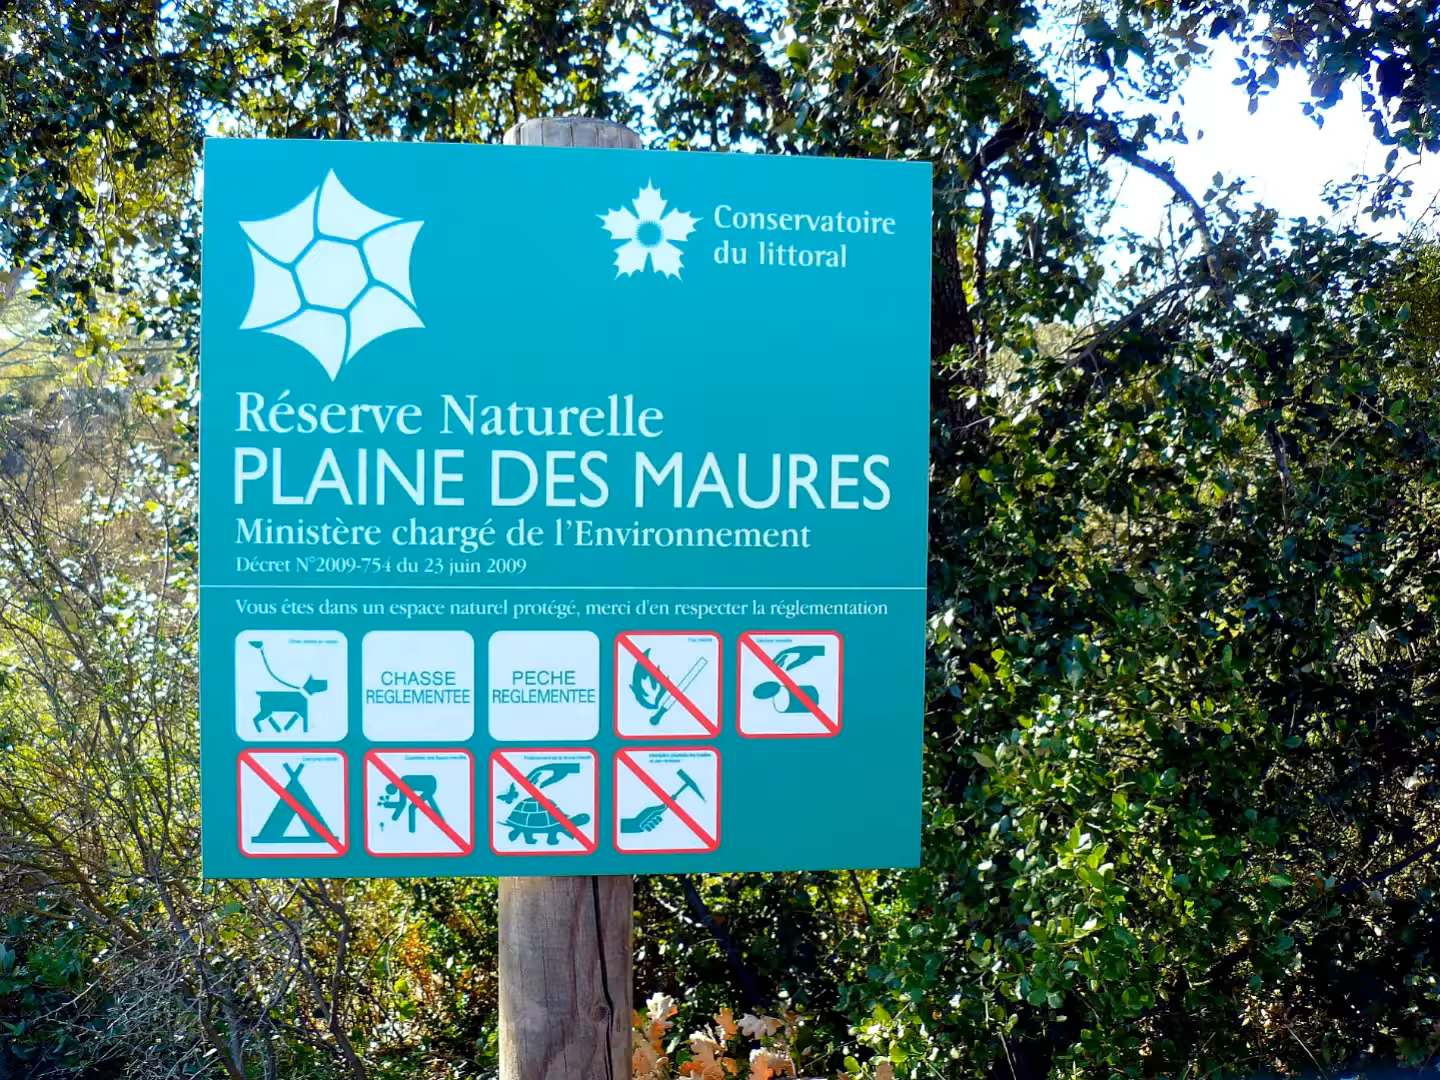 Conservatoire
du littoral
Réserve Naturelle
PLAINE DES MAURES
Ministère chargé de l'Environnement
Décret N°2009-754 du 23 juin 2009
Vous êtes dans un espace naturel protégé, merci d'en respecter la réglementation
CHASSE
REGLEMENTEE
PECHE
REGLEMENTEE